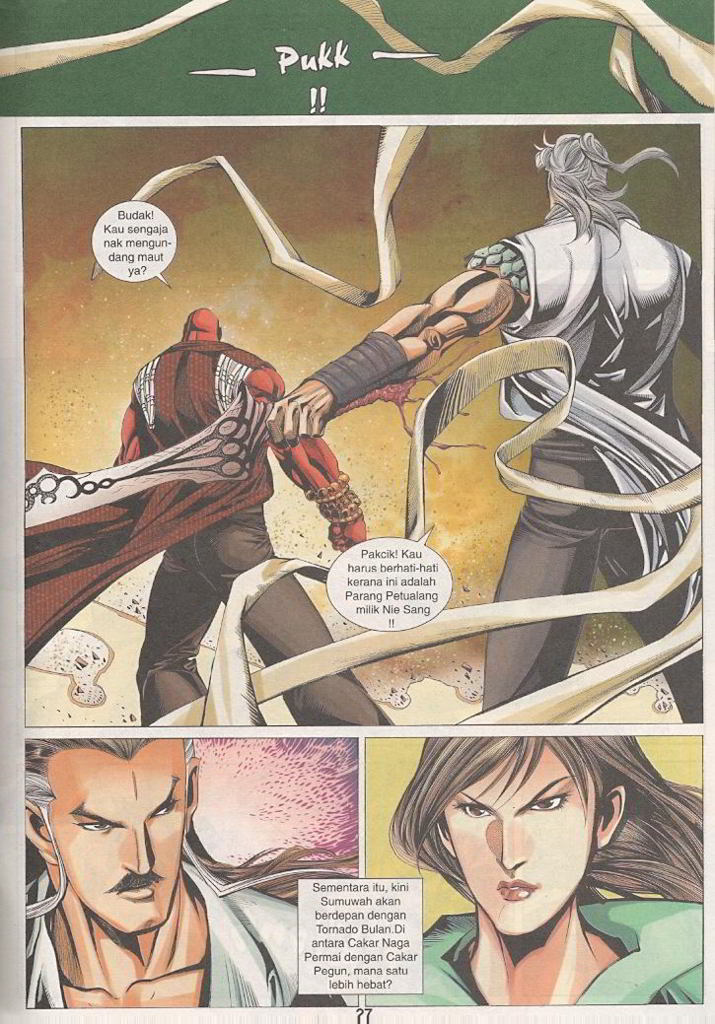 Pukk
!!
Budak!
Kau sengaja
nak mengun-
dang maut
ya?
Pakcik! Kau
harus berhati-hati
kerana ini adalah
Parang Petualang
milik Nie Sang
!!
Sementara itu, kini
Sumuwah akan
berdepan dengan
Tornado Bulan.Di
antara Cakar Naga
Permai dengan Cakar
Pegun, mana satu
lebih hebat?
27